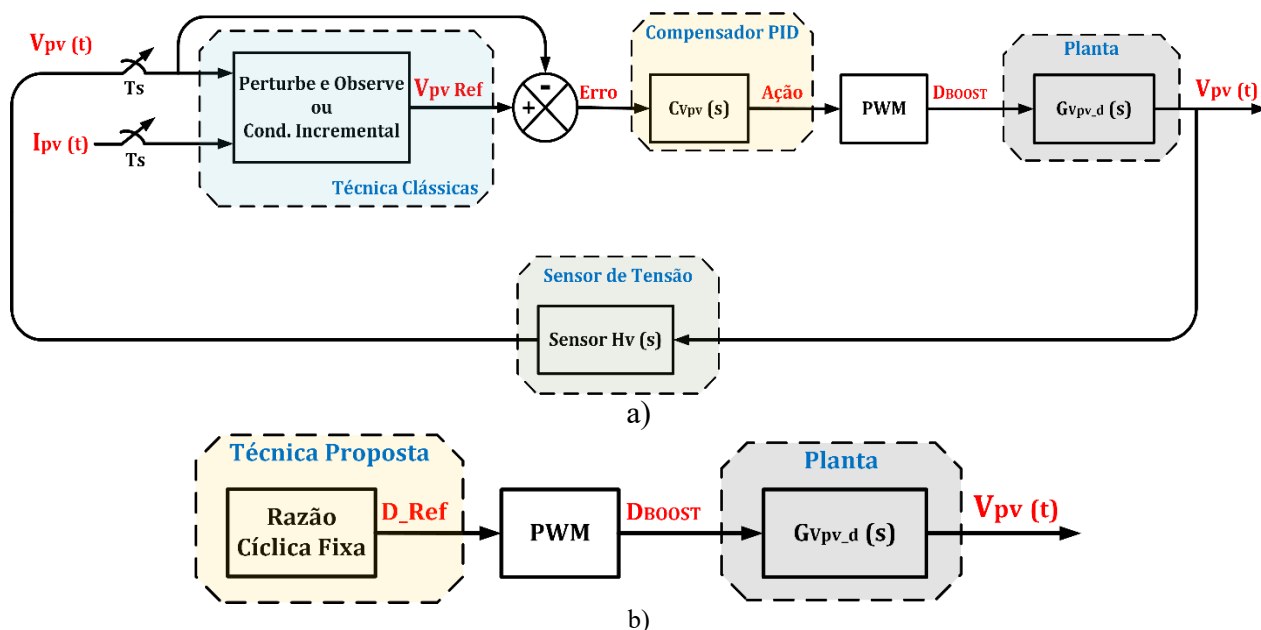 Vpv (t)
Ts
Ipv (t)
Ts
Perturbe e Observe
ou
Cond. Incremental
Técnica Clássicas
Vpv Ref
+
-
Erro
Compensador PID
Cvpv (s)
Ação
PWM
DBOOST
Planta
GVpv_d (s)
Vpv (t)
Sensor de Tensão
Sensor Hv (s)
a)
Técnica Proposta
Razão
Cíclica Fixa
D_Ref
PWM
DBOOST
Planta
GVpv_d (s)
Vpv (t)
b)